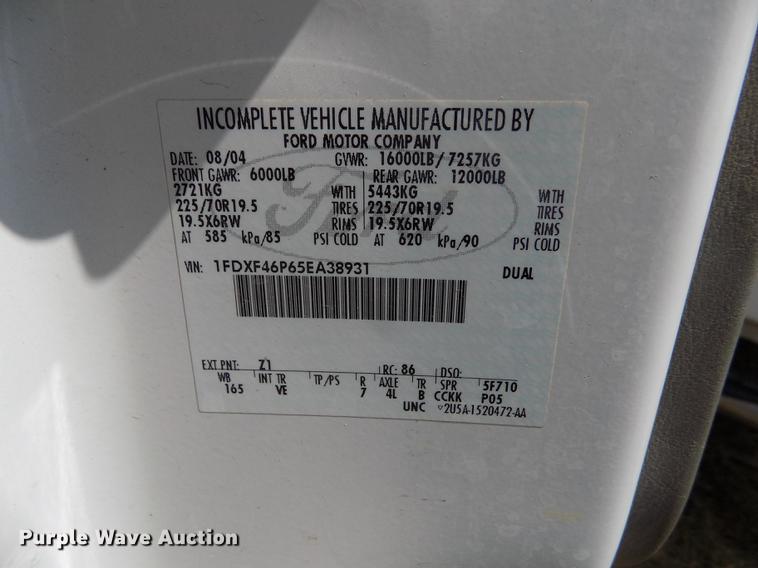 INCOMPLETE VEHICLE MANUFACTURED BY
FORD MOTOR COMPANY
DATE: 08/04 GVWR: 16000LB/ 7257KG
FRONT GAWR: 6000LB REAR GAWR: 12000LB
2721KG WITH 5443KG WITH
225/70R19.5 TIRES 225/70R19.5 TIRES
19.5X6RW RIMS 19.5X6RW RIMS
AT 585 kPa/85 PSI COLD AT 620 kPa/90 PSI COLD
VIN: 1FDXF46P65EA38931 DUAL
Ford
EXT PNT: Z1 RC: 86 DSO:
WB INT TR TP/PS R AXLE TR SPR 5F710
165 VE 7 4L B CCKK P05
UNC 2U5A-1520472-AA
Purple Wave Auction